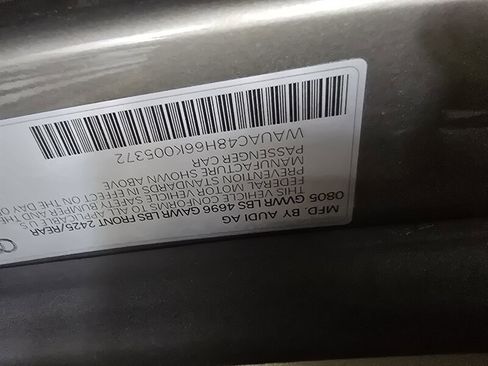 MFD. BY AUDI AG
0805 GWWR LBS 4696 GAWR LBS FRONT 2425/REAR
THIS VEHICLE CONFORMS TO ALL APPLICABLE
FEDERAL MOTOR VEHICLE SAFETY BUMPER AND THE
PREVENTION STANDARDS IN EFFECT ON THE DAY OF
MANUFACTURE SHOWN ABOVE
PASSENGER CAR
WAUAC48H66K005372